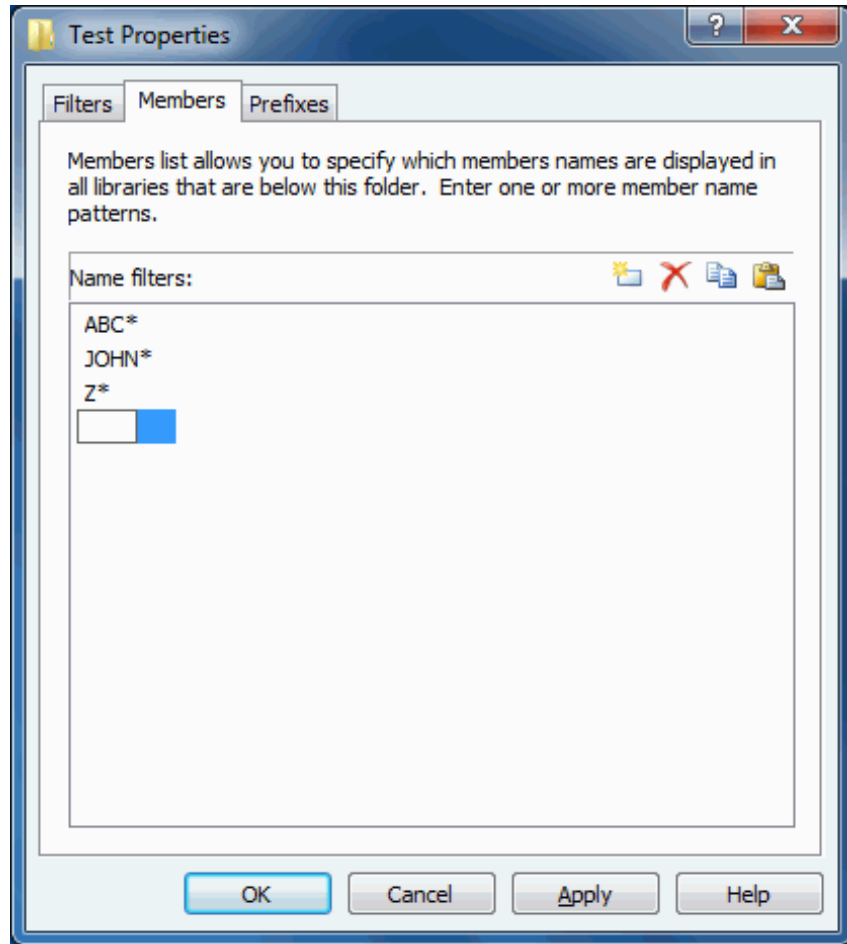 Test Properties
?
X
Filters Members Prefixes
Members list allows you to specify which members names are displayed in
all libraries that are below this folder.  Enter one or more member name
patterns.
Name filters:
ABC*
JOHN*
Z*
OK Cancel Apply Help